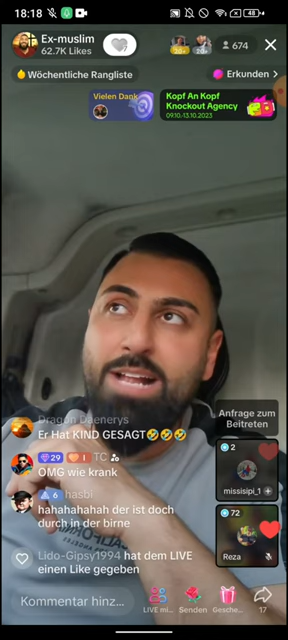 18:18
48
Ex-muslim
62.7K Likes
20+
20+
674
Wöchentliche Rangliste
Erkunden
Vielen Dank
Kopf An Kopf
Knockout Agency
09.10.-13.10.2023
Dragon Daenerys
Er Hat KIND GESAGT🤣🤣🤣
29 1 TC
OMG wie krank
6 hasbi
hahahahahah der ist doch
durch in der birne
Lido-Gipsy1994 hat dem LIVE
einen Like gegeben
Anfrage zum
Beitreten
2
missisipi_1
72
Reza
Kommentar hinz...
LIVE mi...
Senden
Gesche...
17